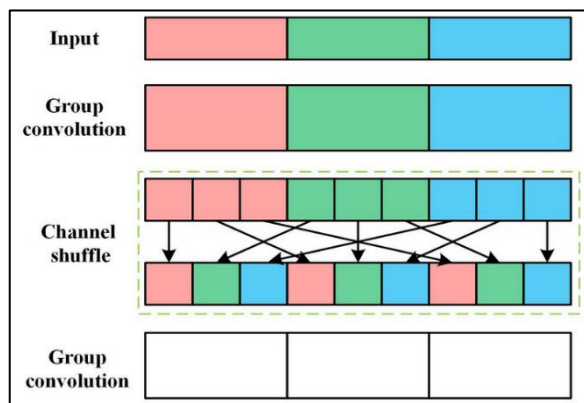 Input
Group
convolution
Channel
shuffle
Group
convolution